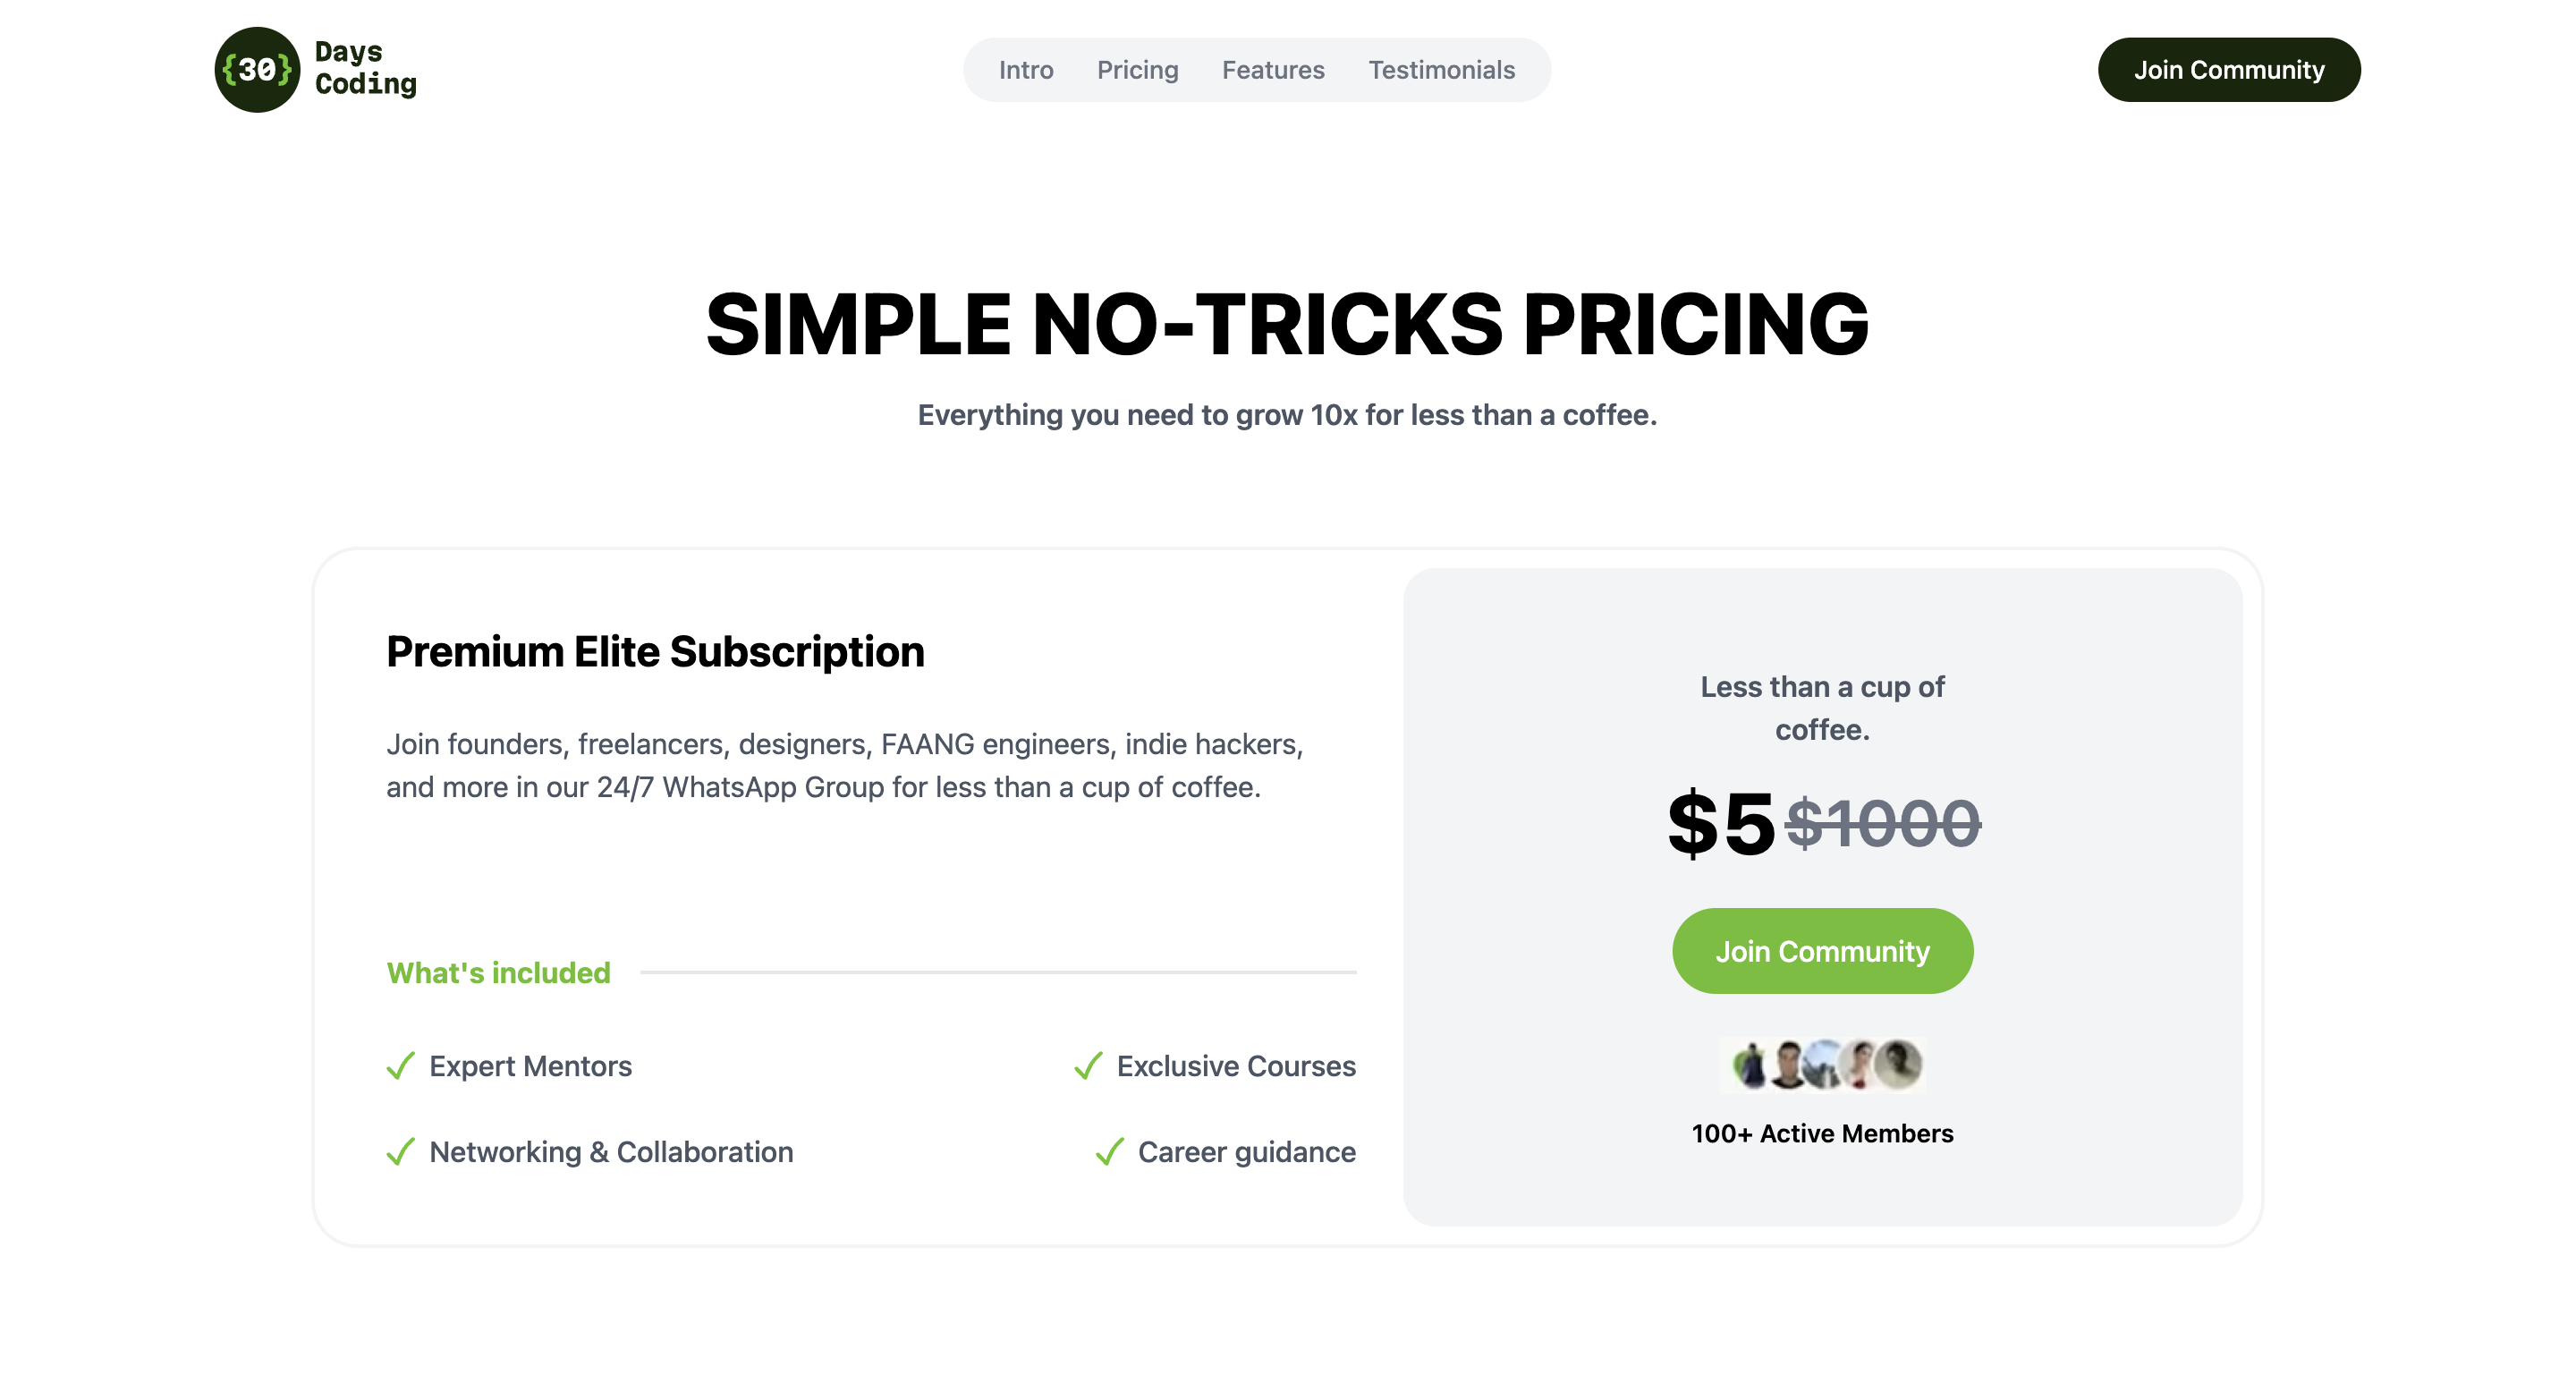 {30}
Days
Coding
Intro Pricing Features Testimonials
Join Community
SIMPLE NO-TRICKS PRICING
Everything you need to grow 10x for less than a coffee.
Premium Elite Subscription
Join founders, freelancers, designers, FAANG engineers, indie hackers,
and more in our 24/7 WhatsApp Group for less than a cup of coffee.
What's included
Expert Mentors
Exclusive Courses
Networking & Collaboration
Career guidance
Less than a cup of
coffee.
$5 $1000
Join Community
100+ Active Members